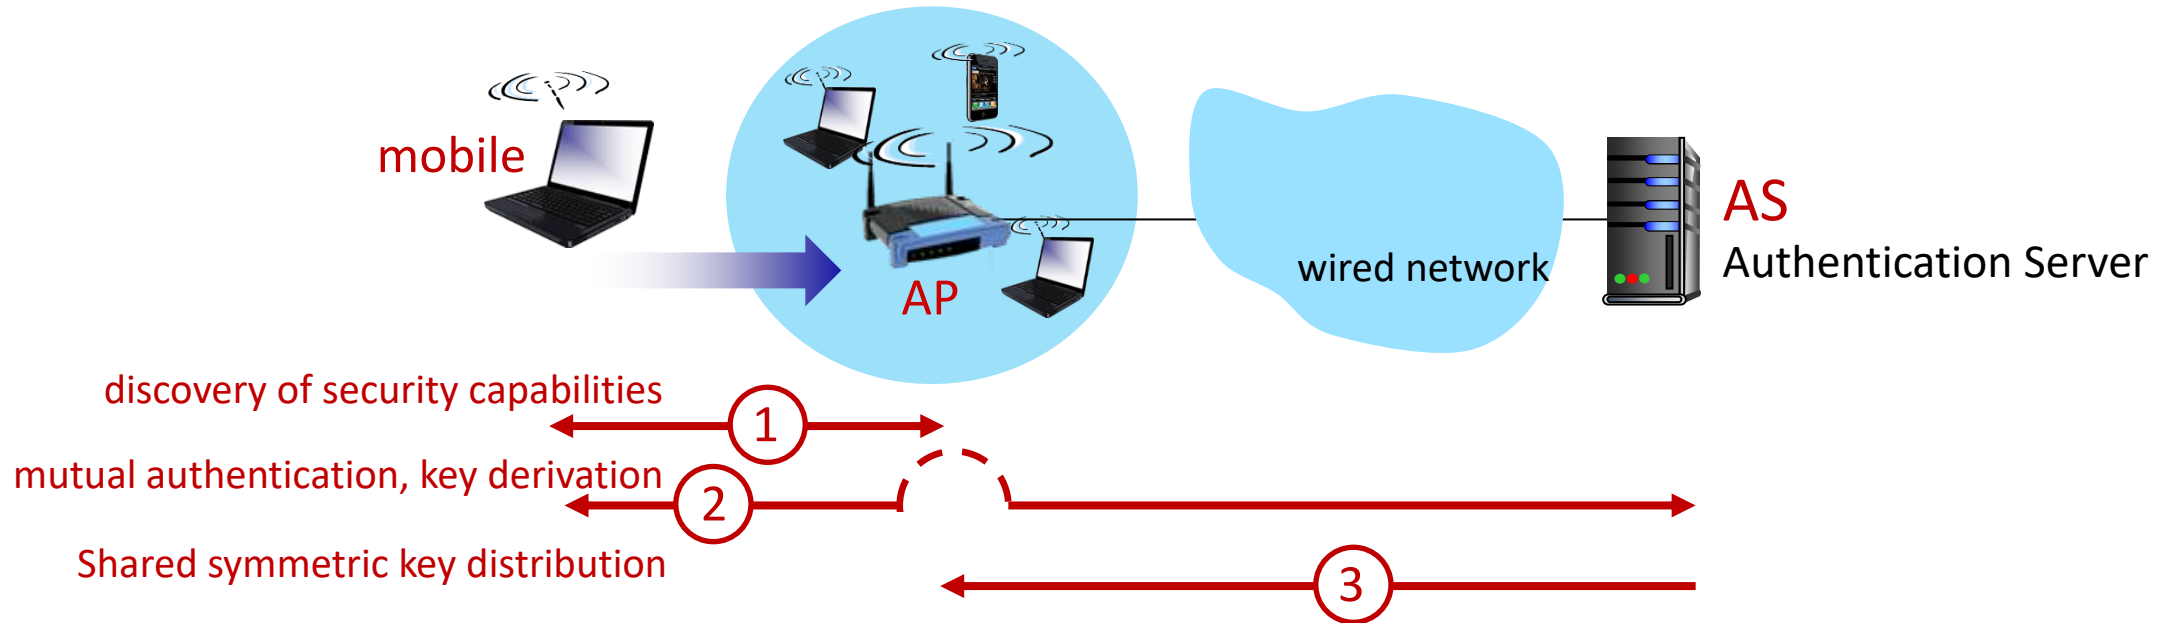 mobile
AP
wired network
AS
Authentication Server
discovery of security capabilities
1
mutual authentication, key derivation
2
Shared symmetric key distribution
3